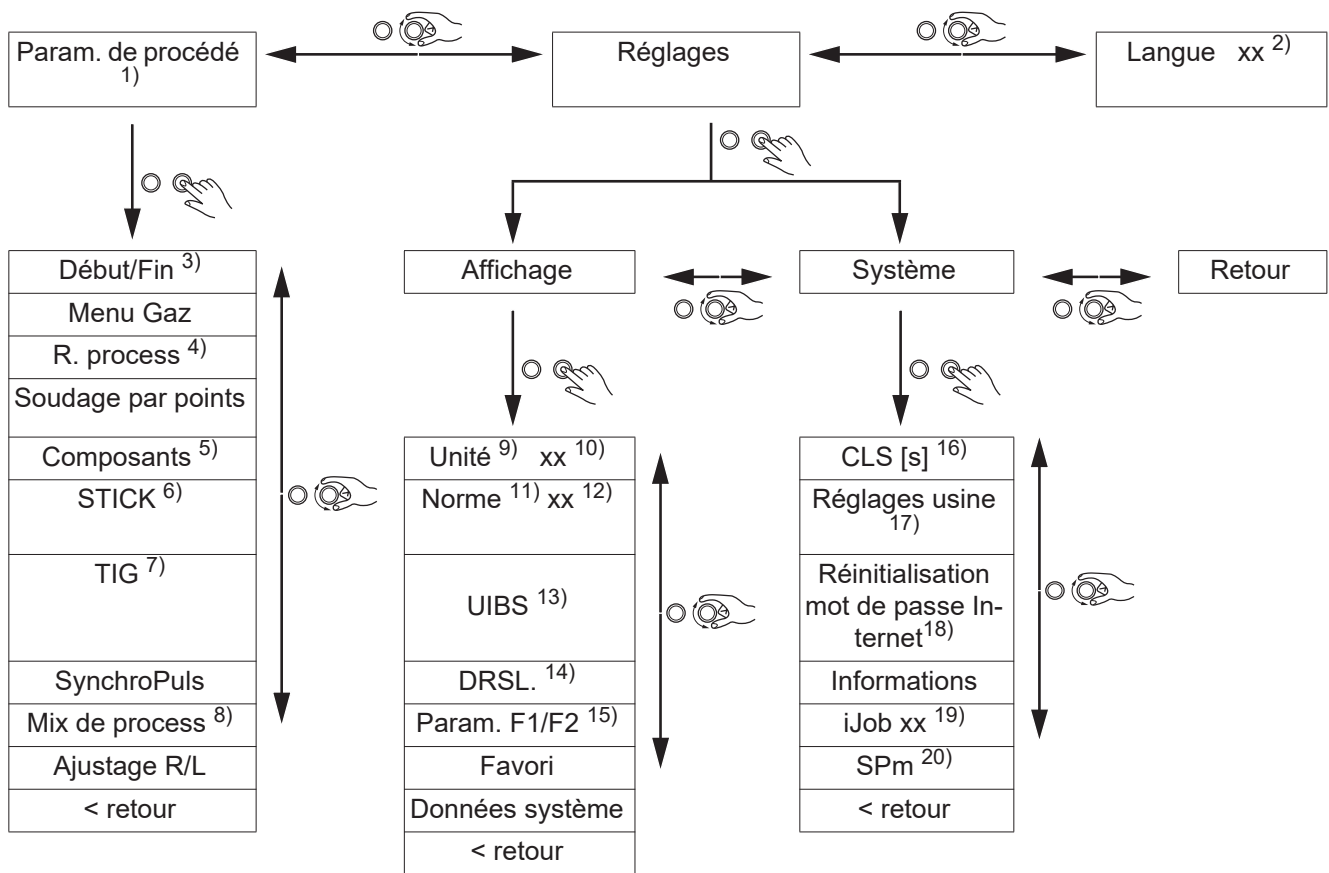 Param. de procédé
1)
Réglages
Langue xx 2)
Début/Fin 3)
Menu Gaz
R. process 4)
Soudage par points
Composants 5)
STICK 6)
TIG 7)
SynchroPuls
Mix de process 8)
Ajustage R/L
< retour
Affichage
Système
Retour
Unité 9) xx 10)
Norme 11) xx 12)
UIBS 13)
DRSL. 14)
Param. F1/F2 15)
Favori
Données système
< retour
CLS [s] 16)
Réglages usine
17)
Réinitialisation
mot de passe In-
ternet18)
Informations
iJob xx 19)
SPm 20)
< retour